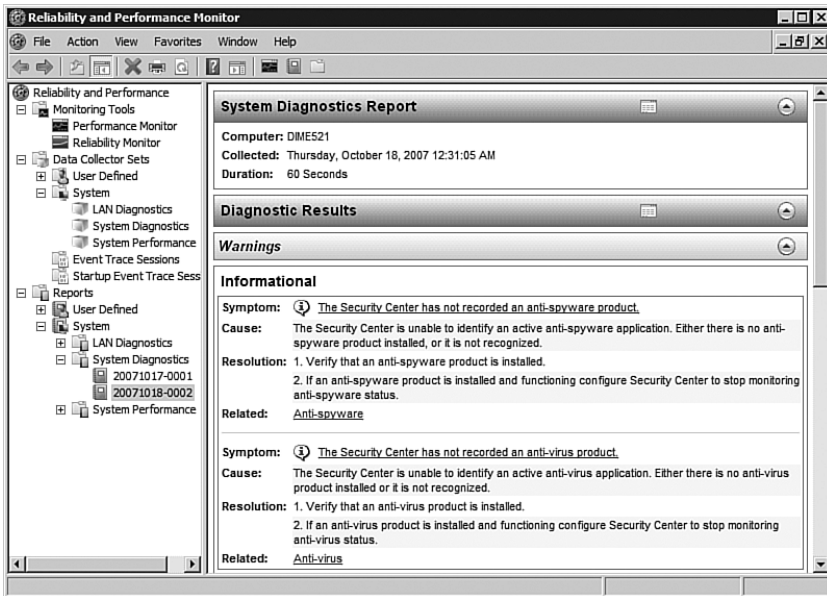 Reliability and Performance Monitor
File Action View Favorites Window Help
Reliability and Performance
Monitoring Tools
Performance Monitor
Reliability Monitor
Data Collector Sets
User Defined
System
LAN Diagnostics
System Diagnostics
System Performance
Event Trace Sessions
Startup Event Trace Sess
Reports
User Defined
System
LAN Diagnostics
System Diagnostics
20071017-0001
20071018-0002
System Performance
System Diagnostics Report
Computer: DIME521
Collected: Thursday, October 18, 2007 12:31:05 AM
Duration: 60 Seconds
Diagnostic Results
Warnings
Informational
Symptom: The Security Center has not recorded an anti-spyware product.
Cause: The Security Center is unable to identify an active anti-spyware application. Either there is no anti-
spyware product installed, or it is not recognized.
Resolution: 1. Verify that an anti-spyware product is installed.
2. If an anti-spyware product is installed and functioning configure Security Center to stop monitoring
anti-spyware status.
Related: Anti-spyware
Symptom: The Security Center has not recorded an anti-virus product.
Cause: The Security Center is unable to identify an active anti-virus application. Either there is no anti-virus
product installed or it is not recognized.
Resolution: 1. Verify that an anti-virus product is installed.
2. If an anti-virus product is installed and functioning configure Security Center to stop monitoring
anti-virus status.
Related: Anti-virus